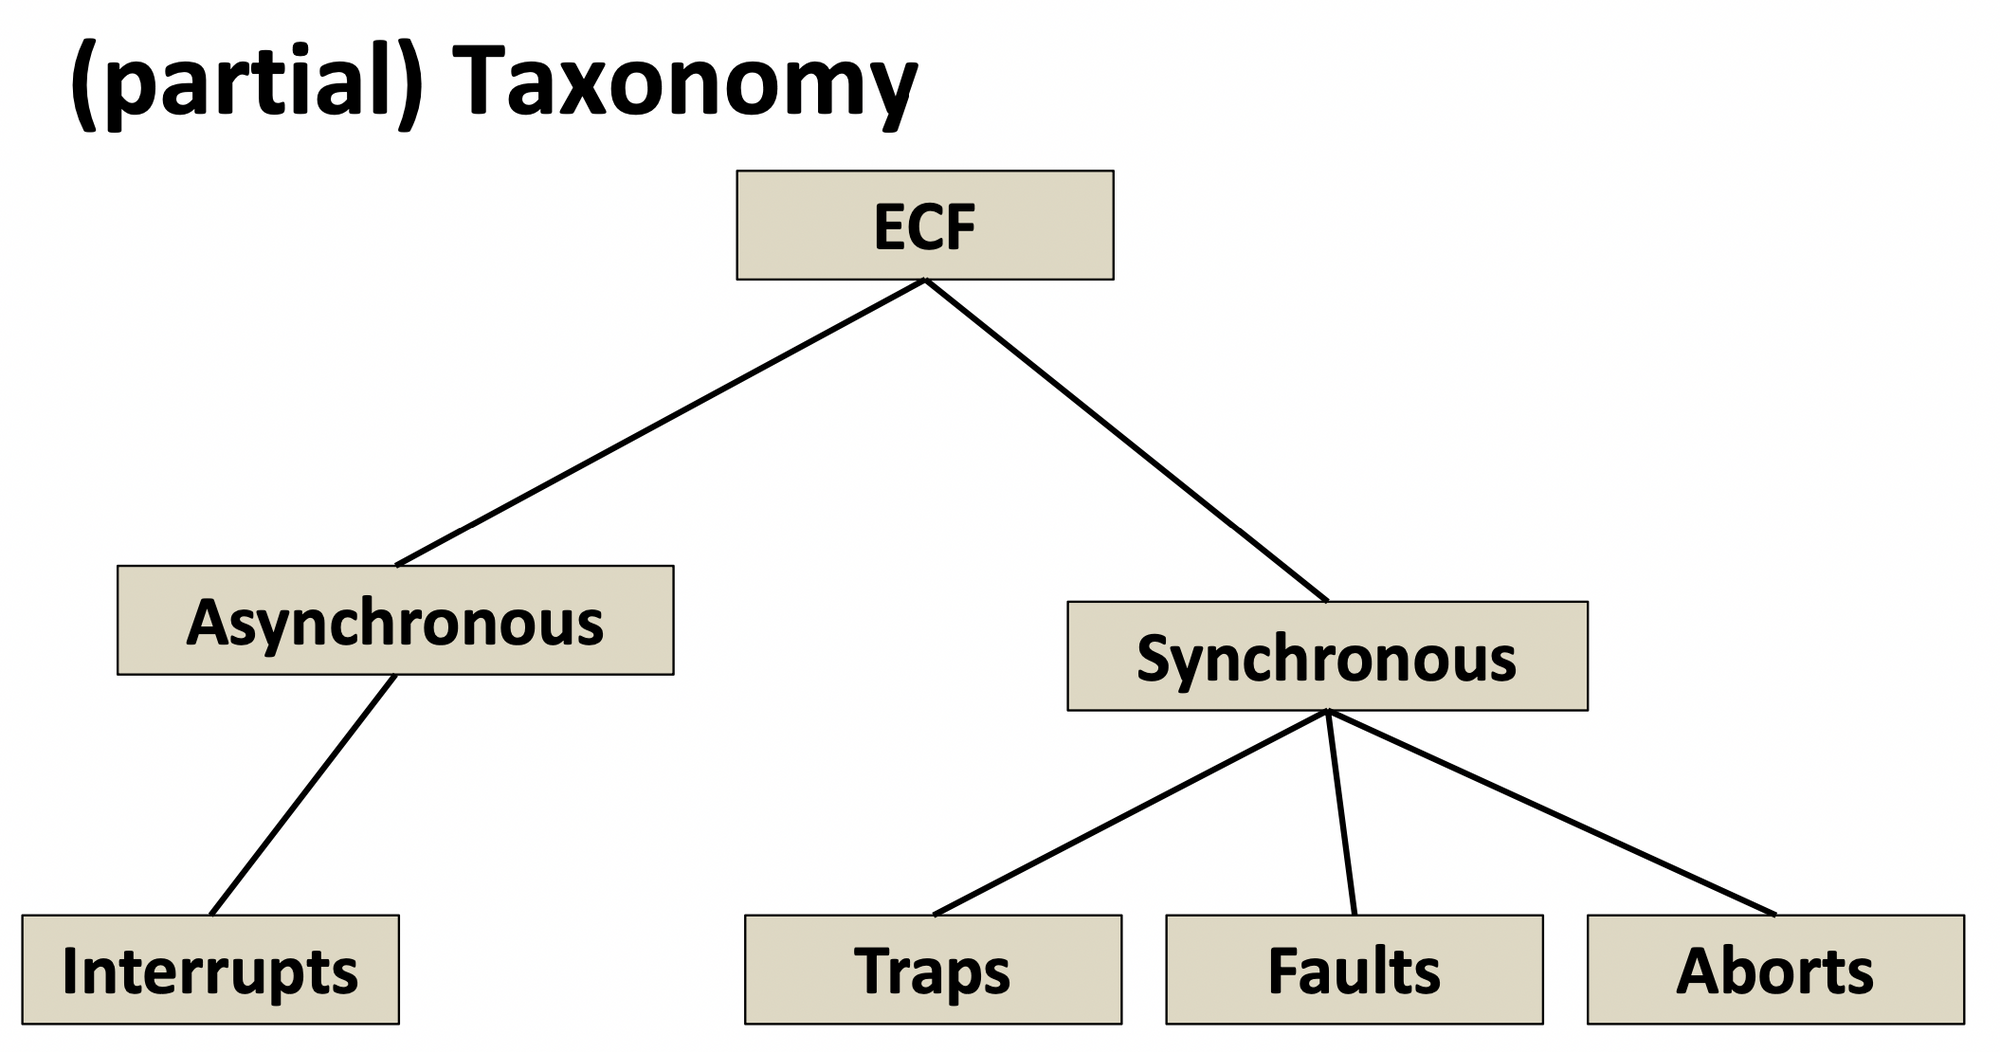 (partial) Taxonomy
ECF
Asynchronous
Synchronous
Interrupts
Traps
Faults
Aborts